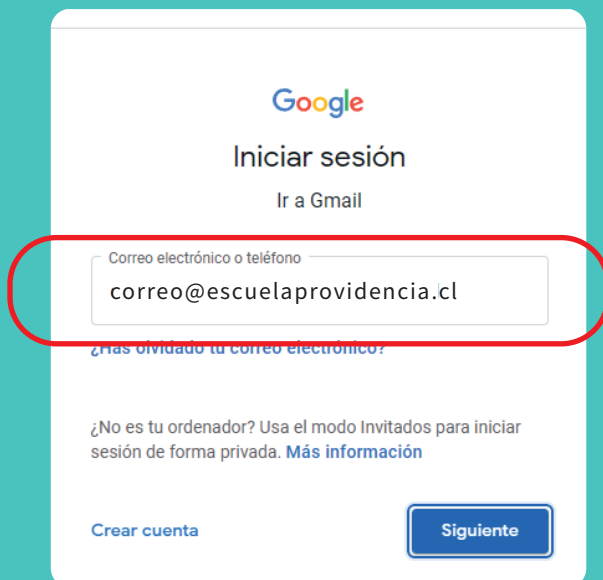 Google
Iniciar sesión
Ir a Gmail
Correo electrónico o teléfono
correo@escuelaprovidencia.cl
¿Has olvidado tu correo electrónico?
¿No es tu ordenador? Usa el modo Invitados para iniciar
sesión de forma privada. Más información
Crear cuenta
Siguiente